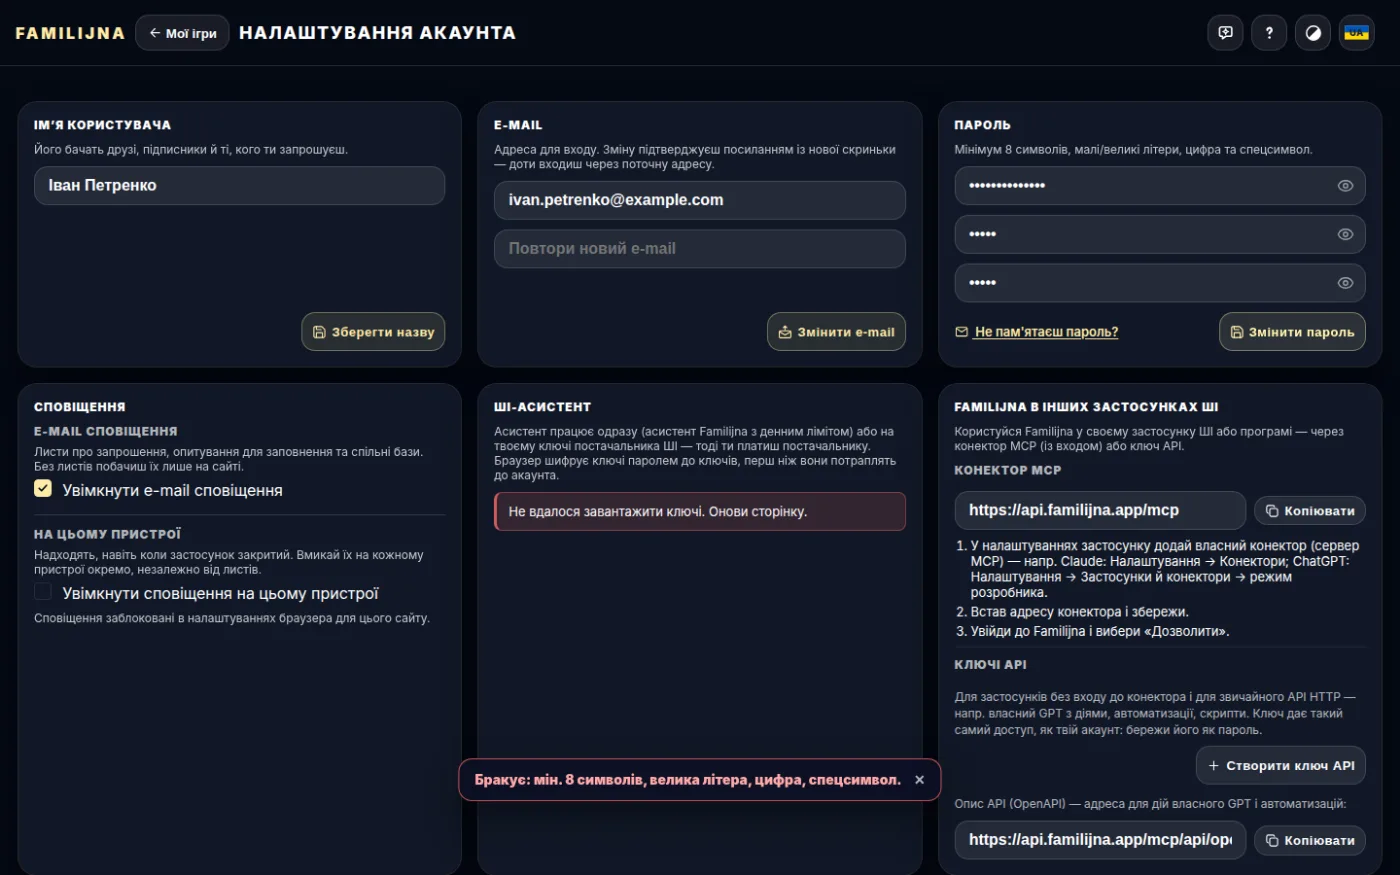 FAMILIJNA
← Мої ігри
НАЛАШТУВАННЯ АКАУНТА
?
UA
ІМ'Я КОРИСТУВАЧА
Його бачать друзі, підписники й ті, кого ти запрошуєш.
Іван Петренко
Зберегти назву
E-MAIL
Адреса для входу. Зміну підтверджуєш посиланням із нової скриньки
— доти входиш через поточну адресу.
ivan.petrenko@example.com
Повтори новий e-mail
Змінити e-mail
ПАРОЛЬ
Мінімум 8 символів, малі/великі літери, цифра та спецсимвол.
••••••••••••••
•••••
•••••
Не пам'ятаєш пароль?
Змінити пароль
СПОВІЩЕННЯ
E-MAIL СПОВІЩЕННЯ
Листи про запрошення, опитування для заповнення та спільні бази.
Без листів побачиш їх лише на сайті.
Увімкнути e-mail сповіщення
НА ЦЬОМУ ПРИСТРОЇ
Надходять, навіть коли застосунок закритий. Вмикай їх на кожному
пристрої окремо, незалежно від листів.
Увімкнути сповіщення на цьому пристрої
Сповіщення заблоковані в налаштуваннях браузера для цього сайту.
ШІ-АСИСТЕНТ
Асистент працює одразу (асистент Familijna з денним лімітом) або на
твоєму ключі постачальника ШІ — тоді ти платиш постачальнику.
Браузер шифрує ключі паролем до ключів, перш ніж вони потраплять
до акаунта.
Не вдалося завантажити ключі. Онови сторінку.
FAMILIJNA В ІНШИХ ЗАСТОСУНКАХ ШІ
Користуйся Familijna у своєму застосунку ШІ або програмі — через
конектор MCP (із входом) або ключ API.
КОНЕКТОР MCP
https://api.familijna.app/mcp
Копіювати
1. У налаштуваннях застосунку додай власний конектор (сервер
MCP) — напр. Claude: Налаштування → Конектори; ChatGPT:
Налаштування → Застосунки й конектори → режим
розробника.
2. Встав адресу конектора і збережи.
3. Увійди до Familijna і вибери «Дозволити».
КЛЮЧІ API
Для застосунків без входу до конектора і для звичайного API HTTP —
напр. власний GPT з діями, автоматизації, скрипти. Ключ дає такий
самий доступ, як твій акаунт: бережи його як пароль.
+ Створити ключ API
Опис API (OpenAPI) — адреса для дій власного GPT і автоматизацій:
https://api.familijna.app/mcp/api/ope
Копіювати
Бракує: мін. 8 символів, велика літера, цифра, спецсимвол. ×